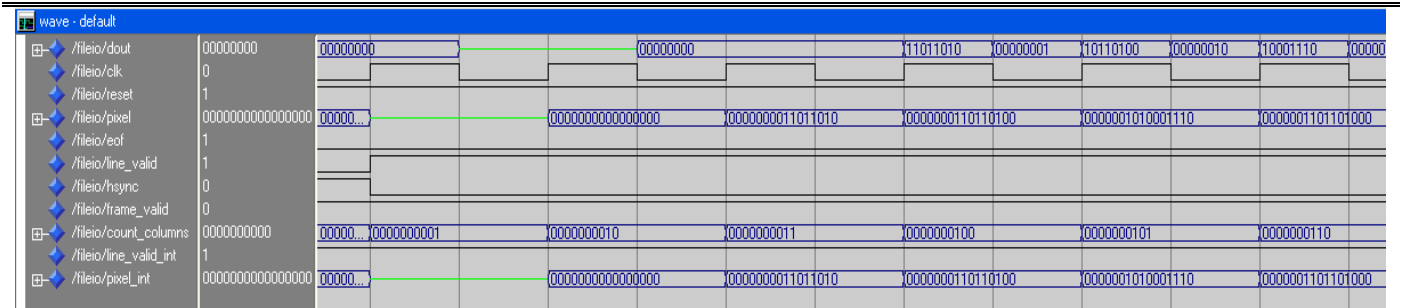 wave - default
/fileio/dout 00000000 00000000 00000000 11011010 00000001 10110100 00000010 10001110 00000
/fileio/clk 0
/fileio/reset 1
/fileio/pixel 0000000000000000 00000... 0000000000000000 0000000011011010 0000000110110100 0000001010001110 0000001101101000
/fileio/eof 1
/fileio/line_valid 1
/fileio/hsync 0
/fileio/frame_valid 0
/fileio/count_columns 0000000000 00000... 0000000001 0000000010 0000000011 0000000100 0000000101 0000000110
/fileio/line_valid_int 1
/fileio/pixel_int 0000000000000000 00000... 0000000000000000 0000000011011010 0000000110110100 0000001010001110 0000001101101000